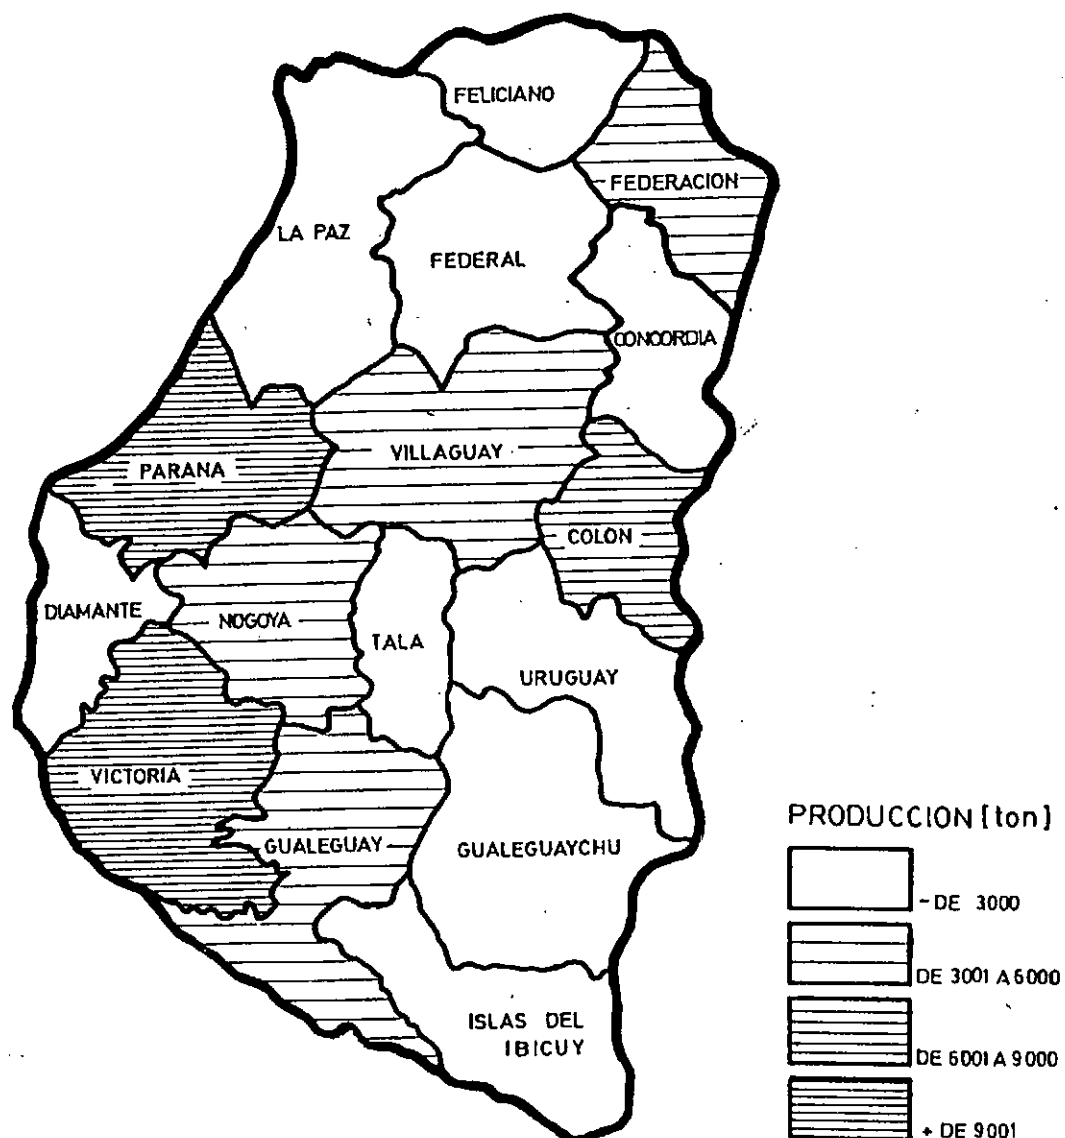 FELICIANO
FEDERACION
LA PAZ
FEDERAL
CONCORDIA
VILLAGUAY
PARANA
COLON
DIAMANTE
NOGOYA
TALA
URUGUAY
VICTORIA
GUALEGUAY
GUALEGUAYCHU
ISLAS DEL
IBICUY
PRODUCCION [ton]
- DE 3000
DE 3001 A 6000
DE 6001 A 9000
+ DE 9001